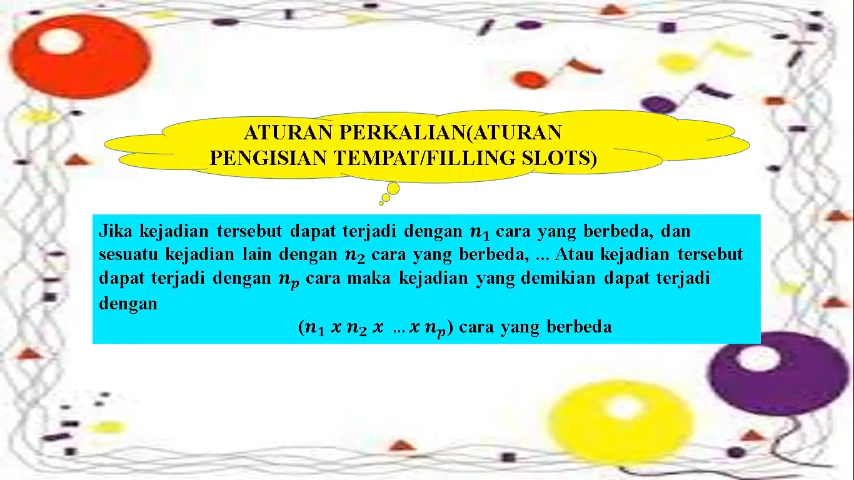 ATURAN PERKALIAN(ATURAN
PENGISIAN TEMPAT/FILLING SLOTS)
Jika kejadian tersebut dapat terjadi dengan n₁ cara yang berbeda, dan
sesuatu kejadian lain dengan n₂ cara yang berbeda, ... Atau kejadian tersebut
dapat terjadi dengan nₚ cara maka kejadian yang demikian dapat terjadi
dengan
(n₁ x n₂ x ... x nₚ) cara yang berbeda